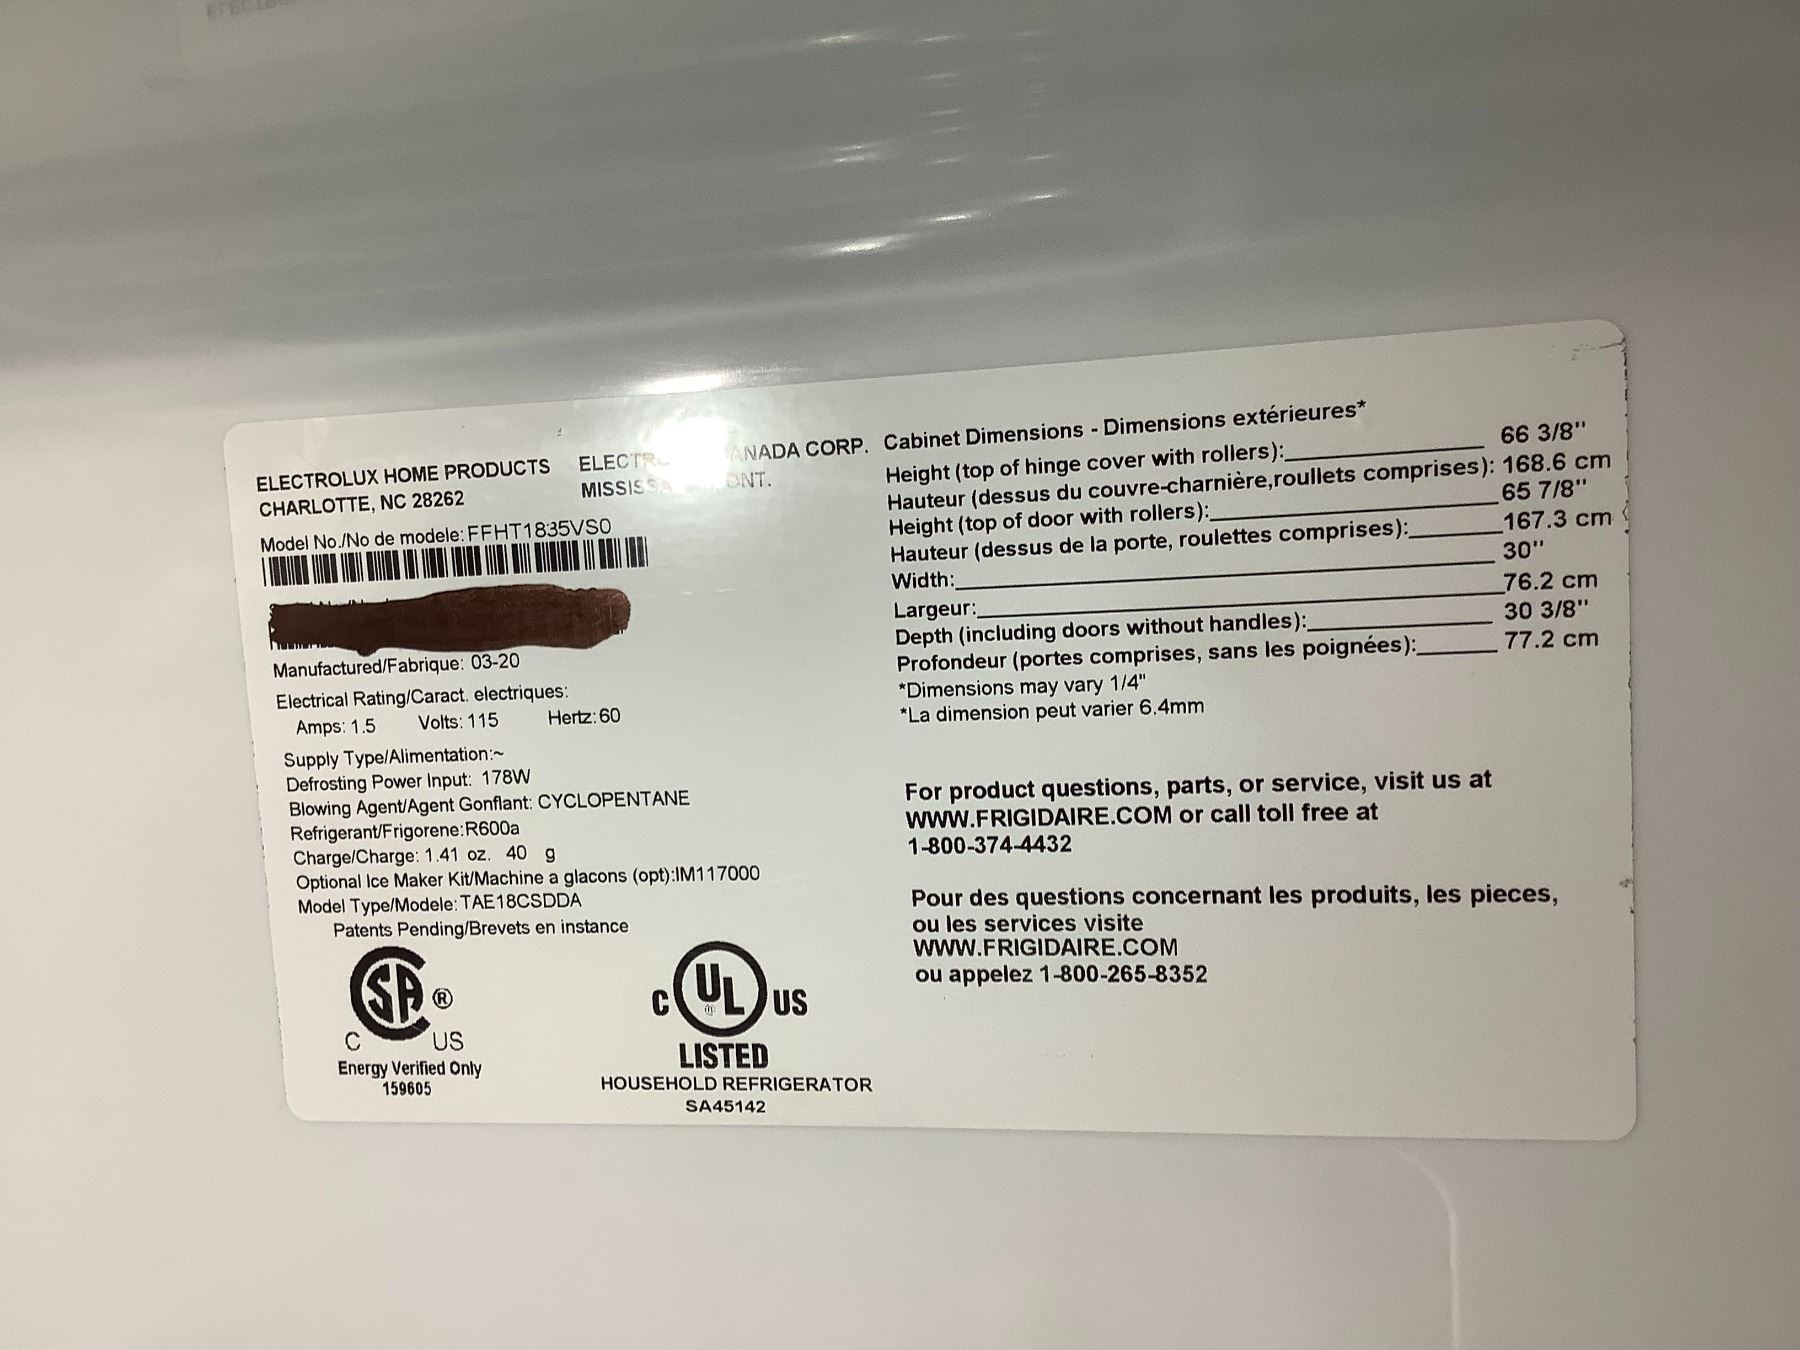 ELECTROLUX HOME PRODUCTS
CHARLOTTE, NC 28262
CORP.
Model No./No de modele: FFHT1835VS0
Manufactured/Fabrique: 03-20
Electrical Rating/Caract. electriques:
Amps: 1.5 Volts: 115 Hertz: 60
Supply Type/Alimentation:~
Defrosting Power Input: 178W
Blowing Agent/Agent Gonflant: CYCLOPENTANE
Refrigerant/Frigorene:R600a
Charge/Charge: 1.41 oz. 40 g
Optional Ice Maker Kit/Machine a glacons (opt):IM117000
Model Type/Modele: TAE18CSDDA
Patents Pending/Brevets en instance
CSA®
C US
Energy Verified Only
159605
C UL US
LISTED
HOUSEHOLD REFRIGERATOR
SA45142
Cabinet Dimensions - Dimensions extérieures*
Height (top of hinge cover with rollers): 66 3/8"
Hauteur (dessus du couvre-charnière,roullets comprises): 168.6 cm
Height (top of door with rollers): 65 7/8"
Hauteur (dessus de la porte, roulettes comprises): 167.3 cm
Width: 30"
Largeur: 76.2 cm
Depth (including doors without handles): 30 3/8"
Profondeur (portes comprises, sans les poignées): 77.2 cm
*Dimensions may vary 1/4"
*La dimension peut varier 6.4mm
For product questions, parts, or service, visit us at
WWW.FRIGIDAIRE.COM or call toll free at
1-800-374-4432
Pour des questions concernant les produits, les pieces,
ou les services visite
WWW.FRIGIDAIRE.COM
ou appelez 1-800-265-8352